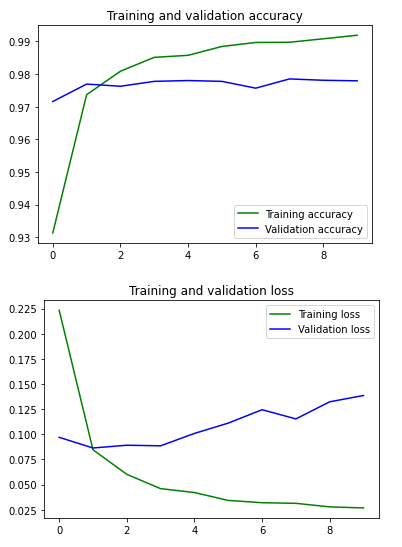 Training and validation accuracy
0.99
0.98
0.97
0.96
0.95
0.94
0.93
Training accuracy
Validation accuracy
0 2 4 6 8
Training and validation loss
0.225
0.200
0.175
0.150
0.125
0.100
0.075
0.050
0.025
Training loss
Validation loss
0 2 4 6 8